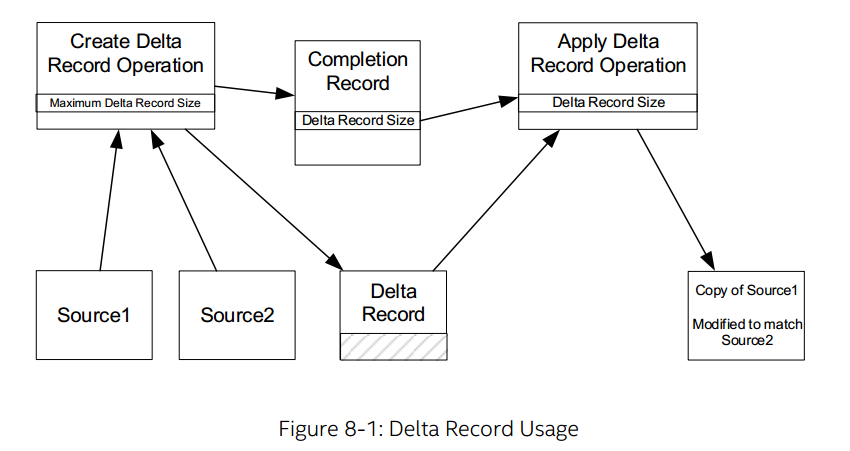 Create Delta
Record Operation
Maximum Delta Record Size
Completion
Record
Delta Record Size
Apply Delta
Record Operation
Delta Record Size
Source1
Source2
Delta
Record
Copy of Source1
Modified to match
Source2
Figure 8-1: Delta Record Usage